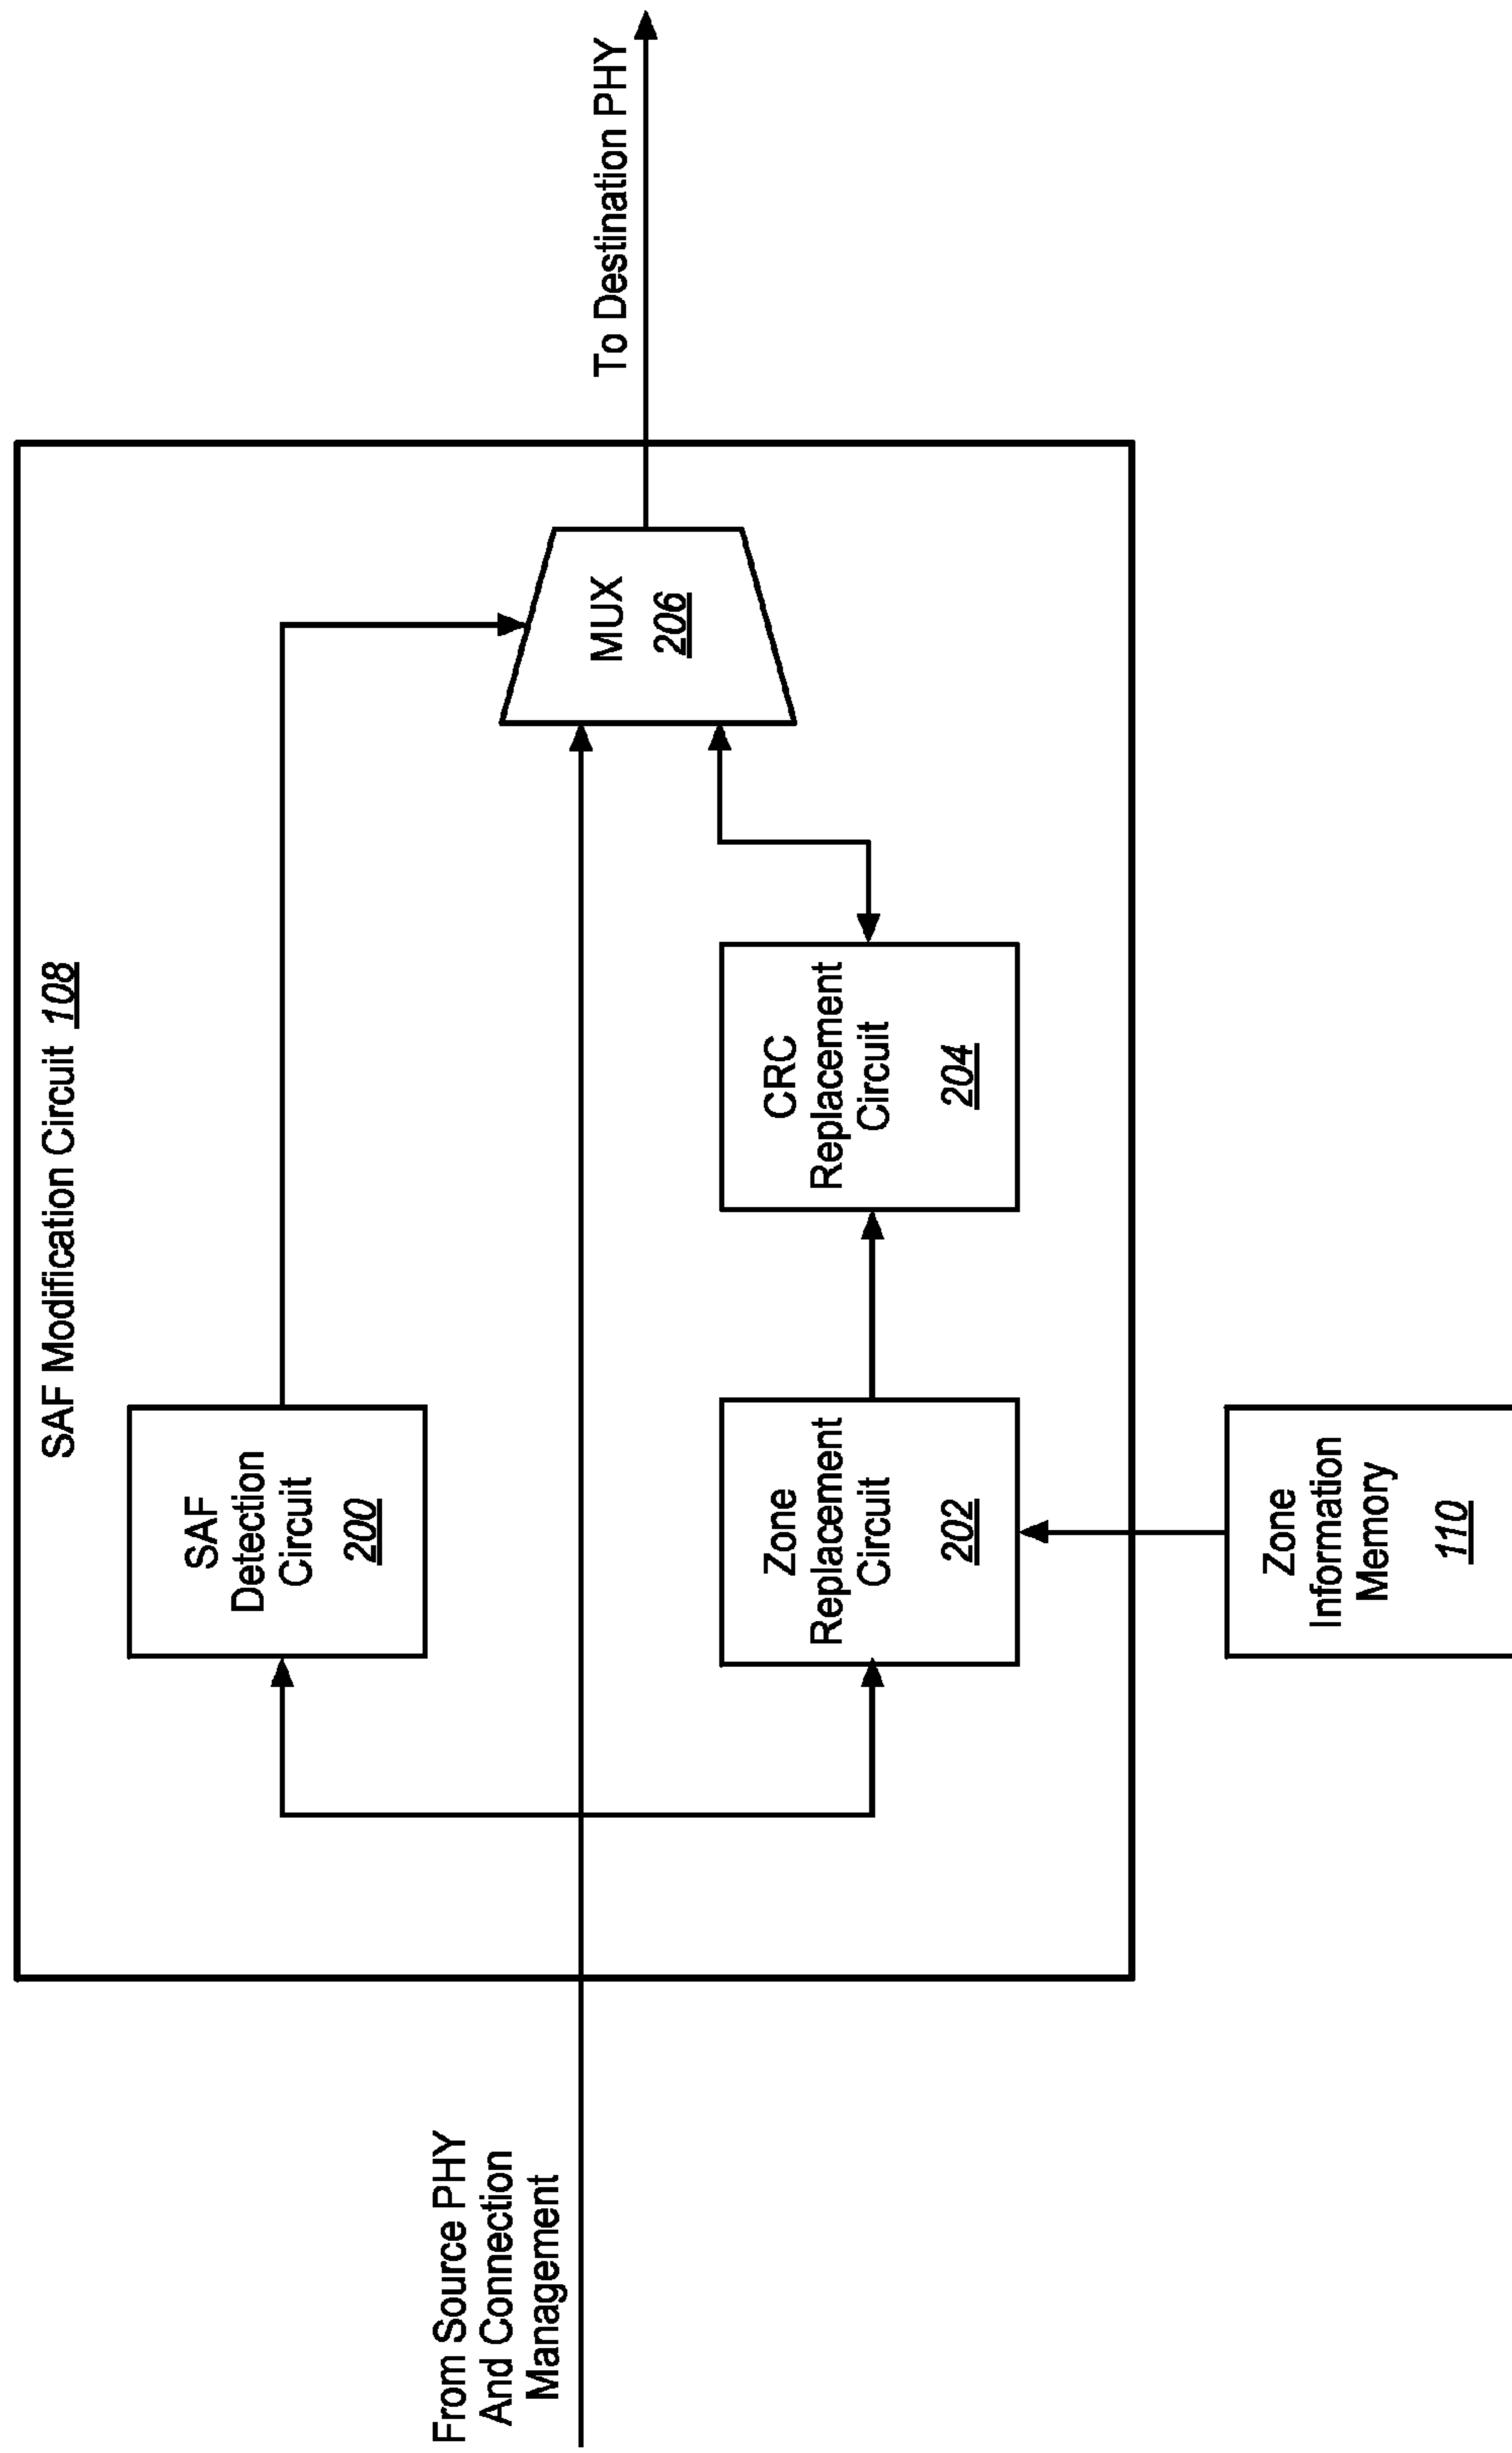 SAF Modification Circuit 108
SAF
Detection
Circuit
200
From Source PHY
And Connection
Management
MUX
206
To Destination PHY
Zone
Replacement
Circuit
202
CRC
Replacement
Circuit
204
Zone
Information
Memory
110